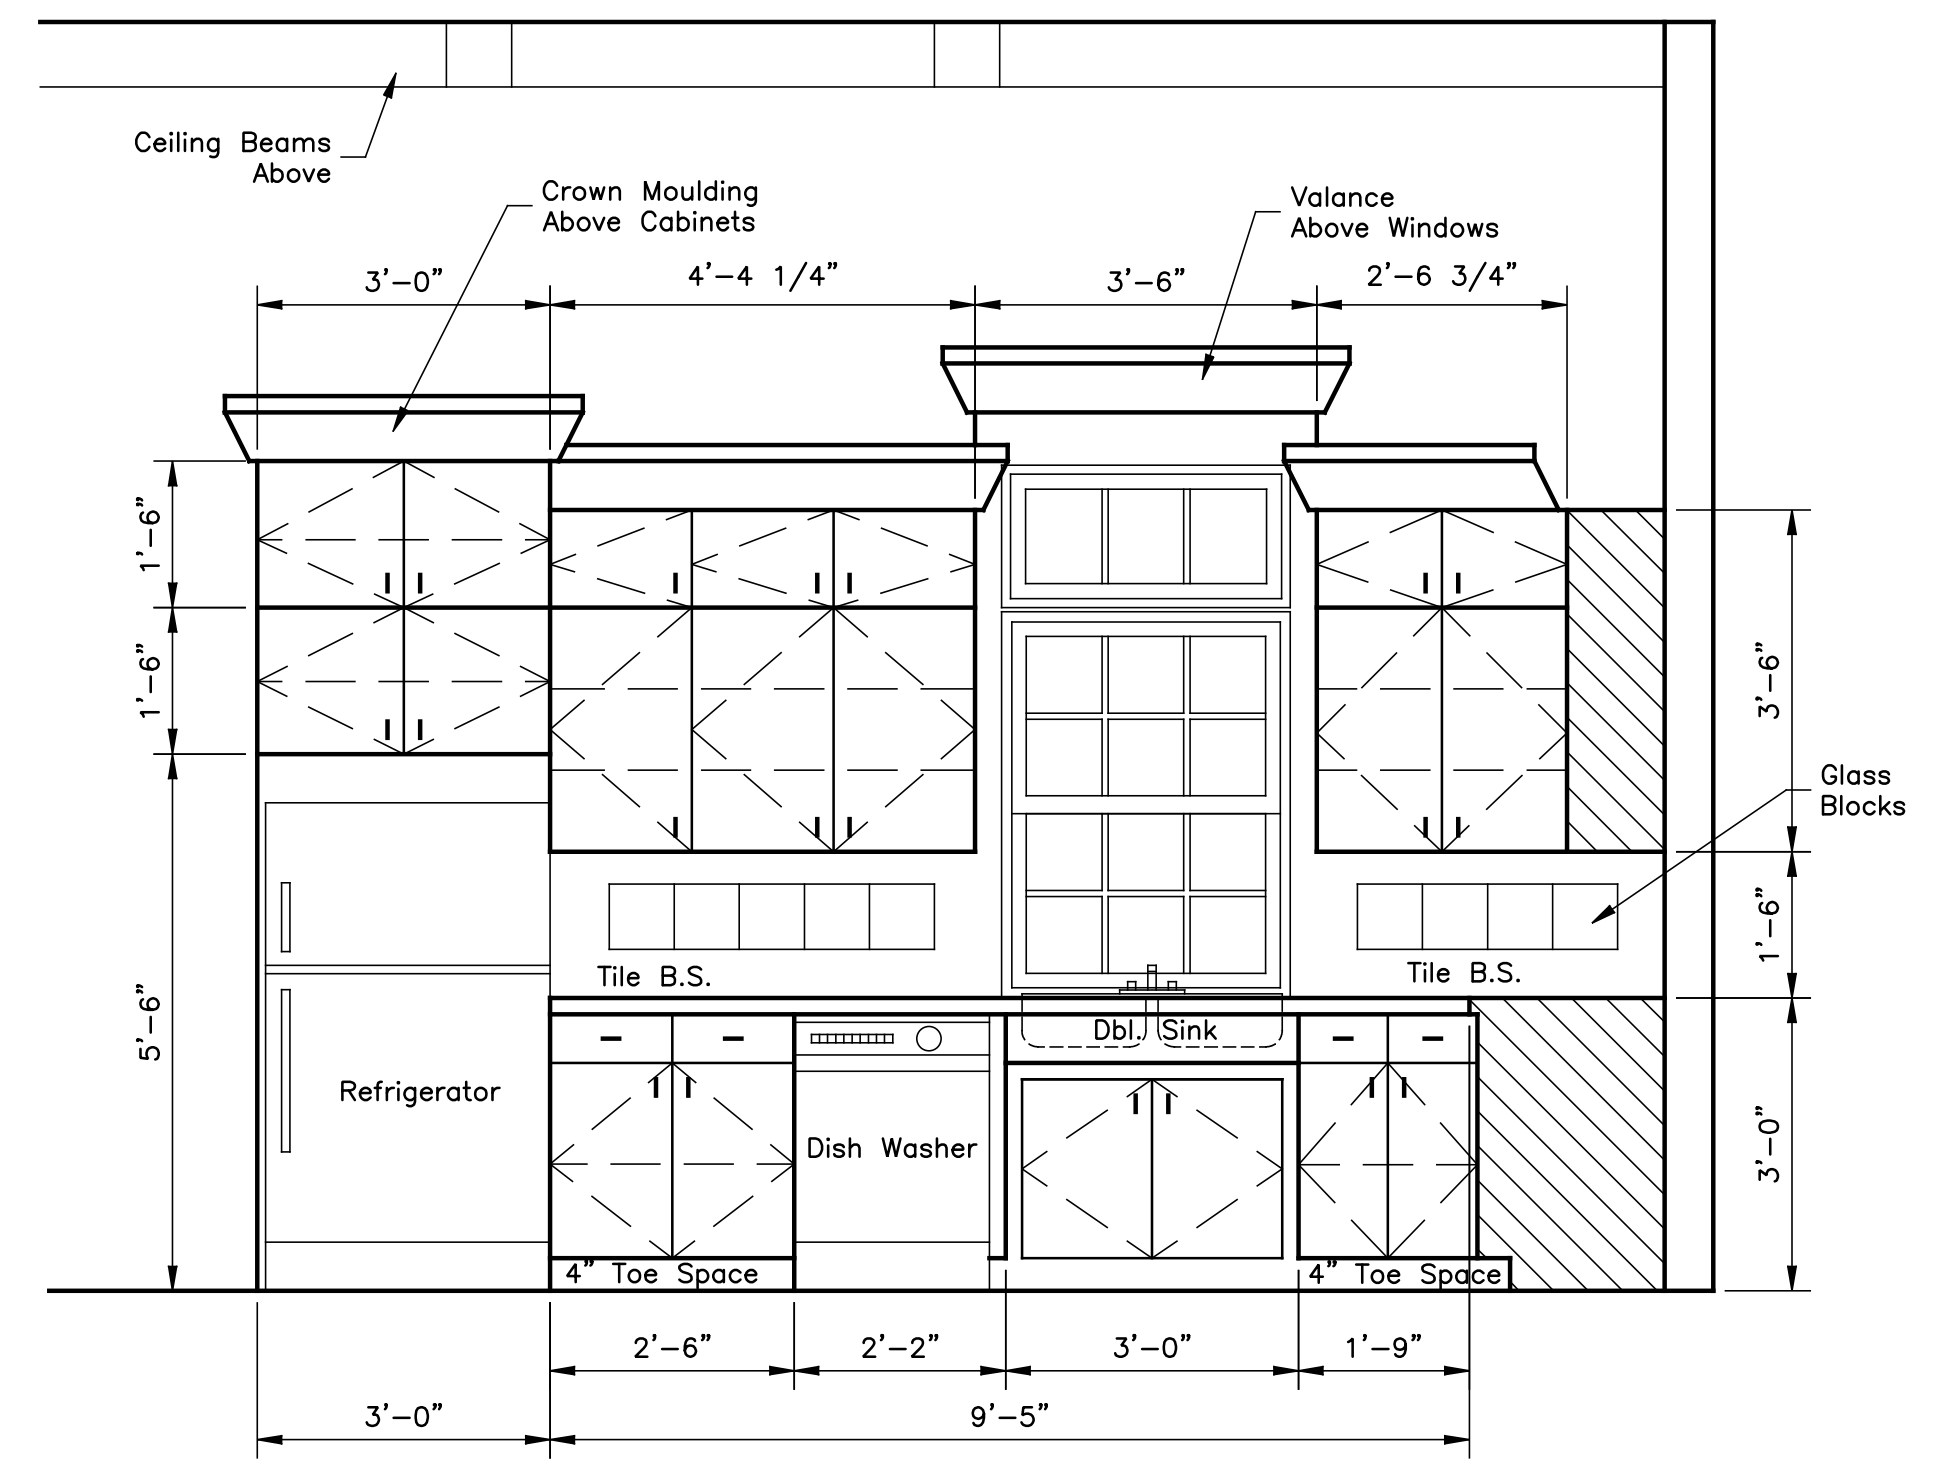 Ceiling Beams
Above
Crown Moulding
Above Cabinets
Valance
Above Windows
3'-0"
4'-4 1/4"
3'-6"
2'-6 3/4"
1'-6"
1'-6"
5'-6"
3'-6"
1'-6"
3'-0"
Glass
Blocks
Tile B.S.
Tile B.S.
Dbl. Sink
Refrigerator
Dish Washer
4" Toe Space
4" Toe Space
2'-6"
2'-2"
3'-0"
1'-9"
3'-0"
9'-5"